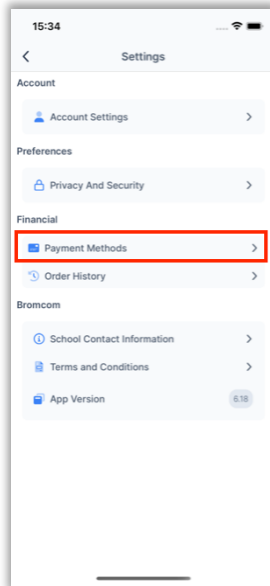 15:34
Settings
Account
Account Settings
Preferences
Privacy And Security
Financial
Payment Methods
Order History
Bromcom
School Contact Information
Terms and Conditions
App Version 6.18